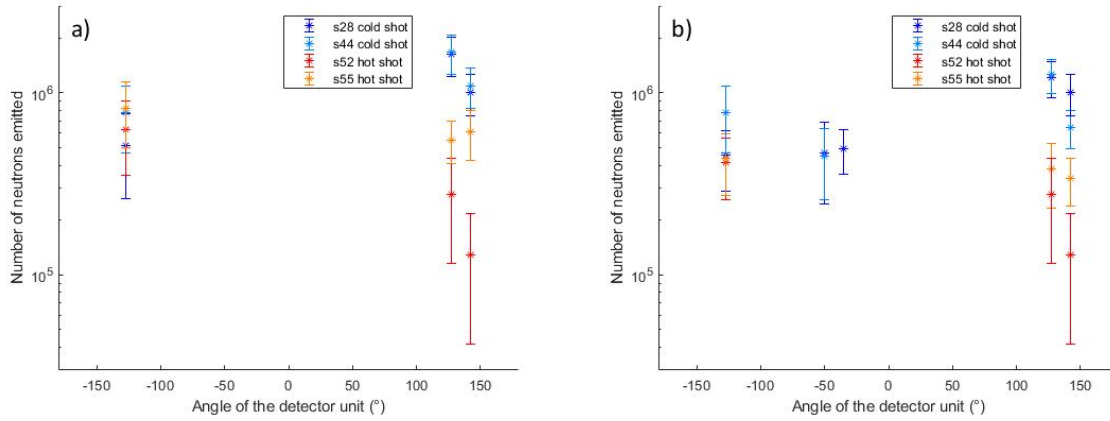 a)
s28 cold shot
s44 cold shot
s52 hot shot
s55 hot shot
10^6
10^5
Number of neutrons emitted
-150 -100 -50 0 50 100 150
Angle of the detector unit (°)
b)
s28 cold shot
s44 cold shot
s52 hot shot
s55 hot shot
10^6
10^5
Number of neutrons emitted
-150 -100 -50 0 50 100 150
Angle of the detector unit (°)